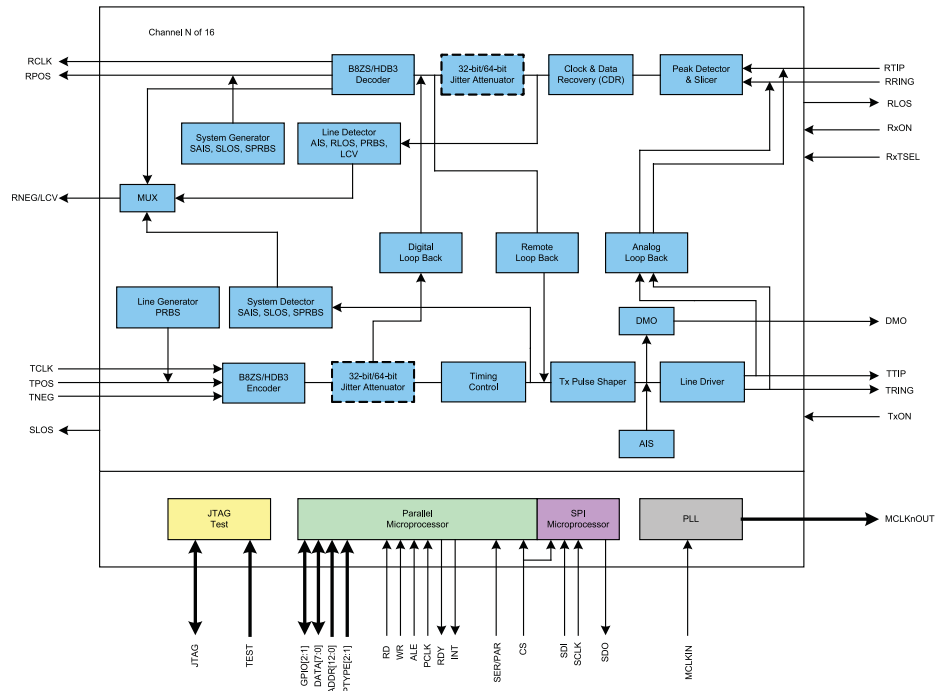 Channel N of 16
RCLK
RPOS
B8ZS/HDB3
Decoder
32-bit/64-bit
Jitter Attenuator
Clock & Data
Recovery (CDR)
Peak Detector
& Slicer
RTIP
RRING
RLOS
RxON
RxTSEL
System Generator
SAIS, SLOS, SPRBS
Line Detector
AIS, RLOS, PRBS,
LCV
RNEG/LCV
MUX
Digital
Loop Back
Remote
Loop Back
Analog
Loop Back
Line Generator
PRBS
System Detector
SAIS, SLOS, SPRBS
DMO
DMO
TCLK
TPOS
TNEG
B8ZS/HDB3
Encoder
32-bit/64-bit
Jitter Attenuator
Timing
Control
Tx Pulse Shaper
Line Driver
TTIP
TRING
TxON
SLOS
AIS
JTAG
Test
Parallel
Microprocessor
SPI
Microprocessor
PLL
MCLKnOUT
JTAG
TEST
GPIO[2:1]
DATA[7:0]
ADDR[12:0]
PTYPE[2:1]
RD
WR
ALE
PCLK
RDY
INT
SER/PAR
CS
SDI
SCLK
SDO
MCLKIN